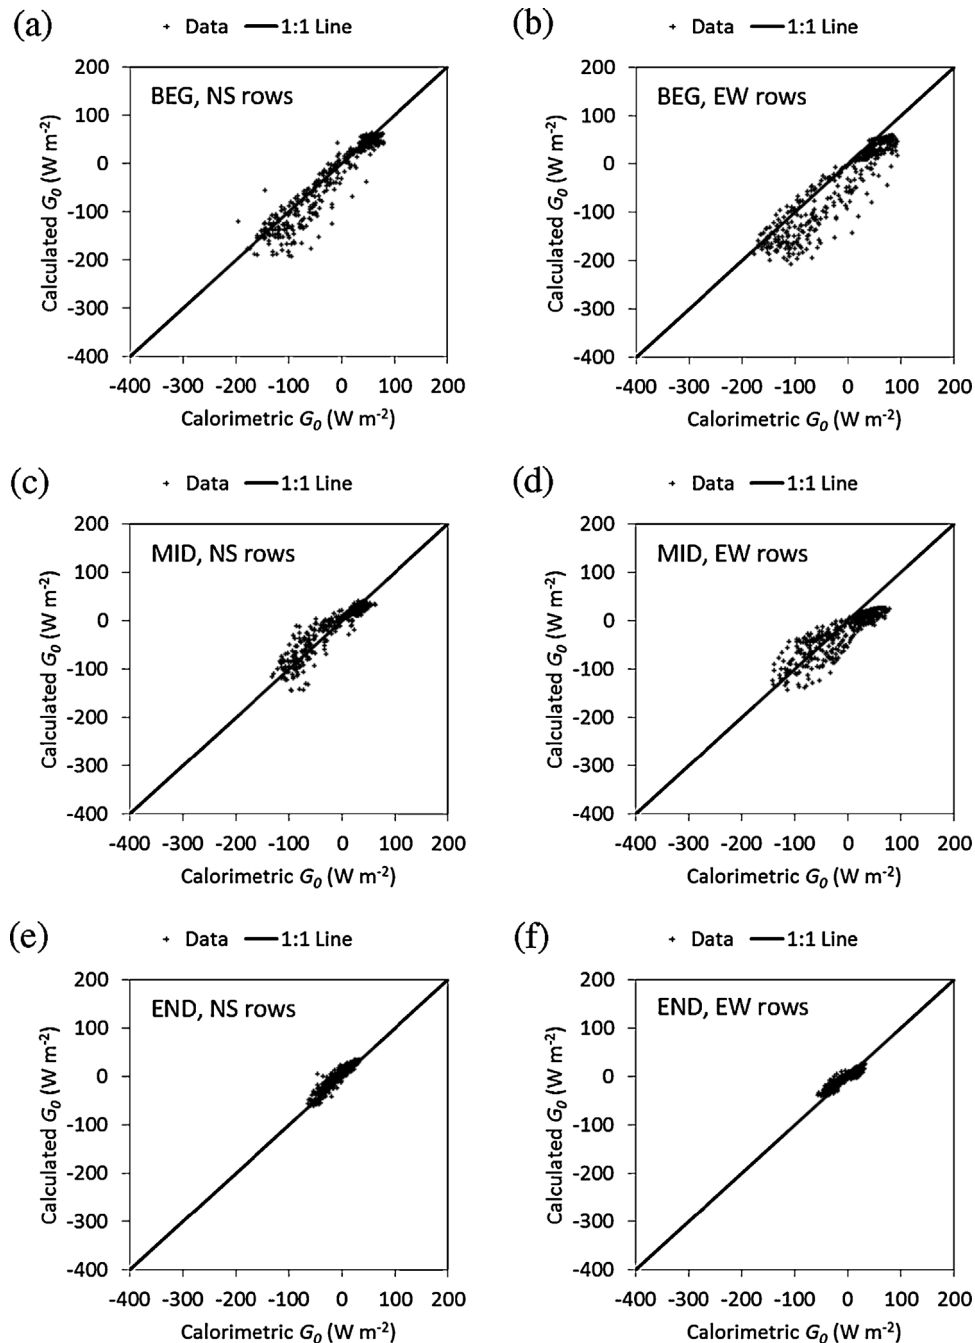 (a) + Data — 1:1 Line
(b) + Data — 1:1 Line
200
100
0
-100
-200
-300
-400
Calculated G0 (W m-2)
BEG, NS rows
-400 -300 -200 -100 0 100 200
Calorimetric G0 (W m-2)
200
100
0
-100
-200
-300
-400
Calculated G0 (W m-2)
BEG, EW rows
-400 -300 -200 -100 0 100 200
Calorimetric G0 (W m-2)
(c) + Data — 1:1 Line
(d) + Data — 1:1 Line
200
100
0
-100
-200
-300
-400
Calculated G0 (W m-2)
MID, NS rows
-400 -300 -200 -100 0 100 200
Calorimetric G0 (W m-2)
200
100
0
-100
-200
-300
-400
Calculated G0 (W m-2)
MID, EW rows
-400 -300 -200 -100 0 100 200
Calorimetric G0 (W m-2)
(e) + Data — 1:1 Line
(f) + Data — 1:1 Line
200
100
0
-100
-200
-300
-400
Calculated G0 (W m-2)
END, NS rows
-400 -300 -200 -100 0 100 200
Calorimetric G0 (W m-2)
200
100
0
-100
-200
-300
-400
Calculated G0 (W m-2)
END, EW rows
-400 -300 -200 -100 0 100 200
Calorimetric G0 (W m-2)